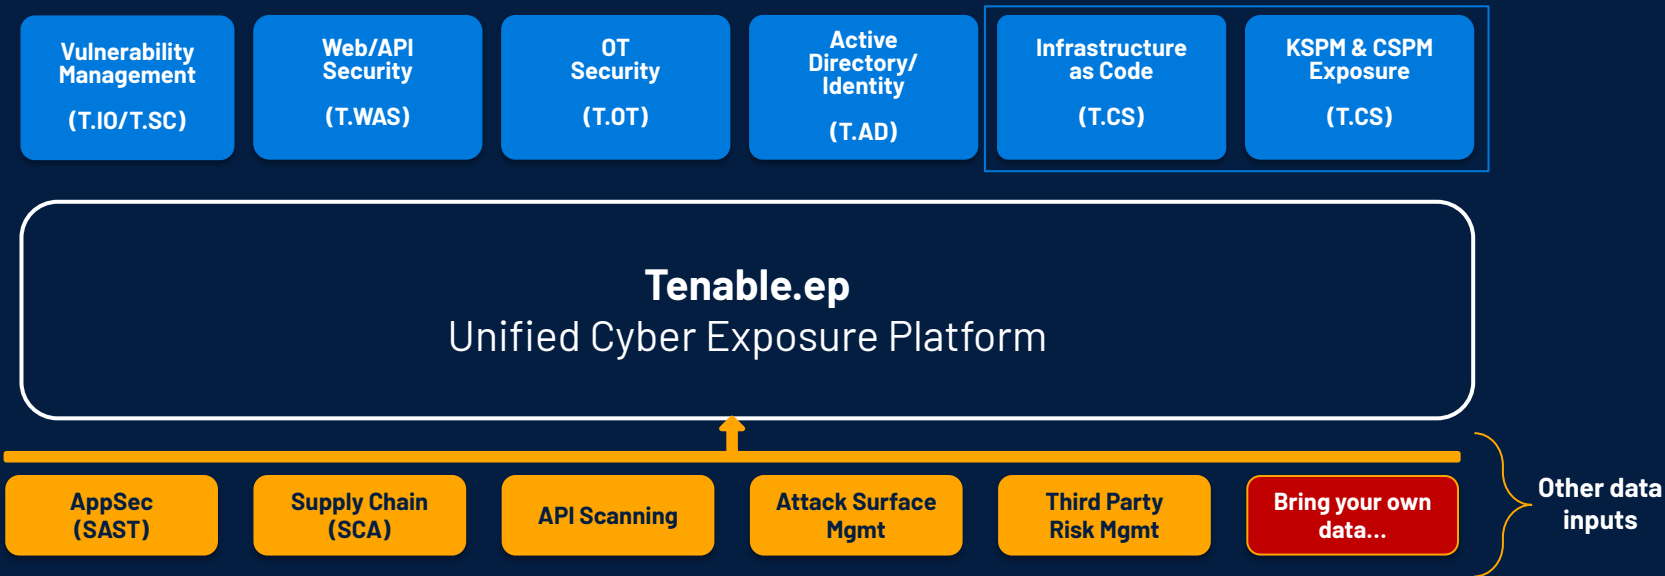 Vulnerability
Management
(T.IO/T.SC)
Web/API
Security
(T.WAS)
OT
Security
(T.OT)
Active
Directory/
Identity
(T.AD)
Infrastructure
as Code
(T.CS)
KSPM & CSPM
Exposure
(T.CS)
Tenable.ep
Unified Cyber Exposure Platform
AppSec
(SAST)
Supply Chain
(SCA)
API Scanning
Attack Surface
Mgmt
Third Party
Risk Mgmt
Bring your own
data...
Other data
inputs